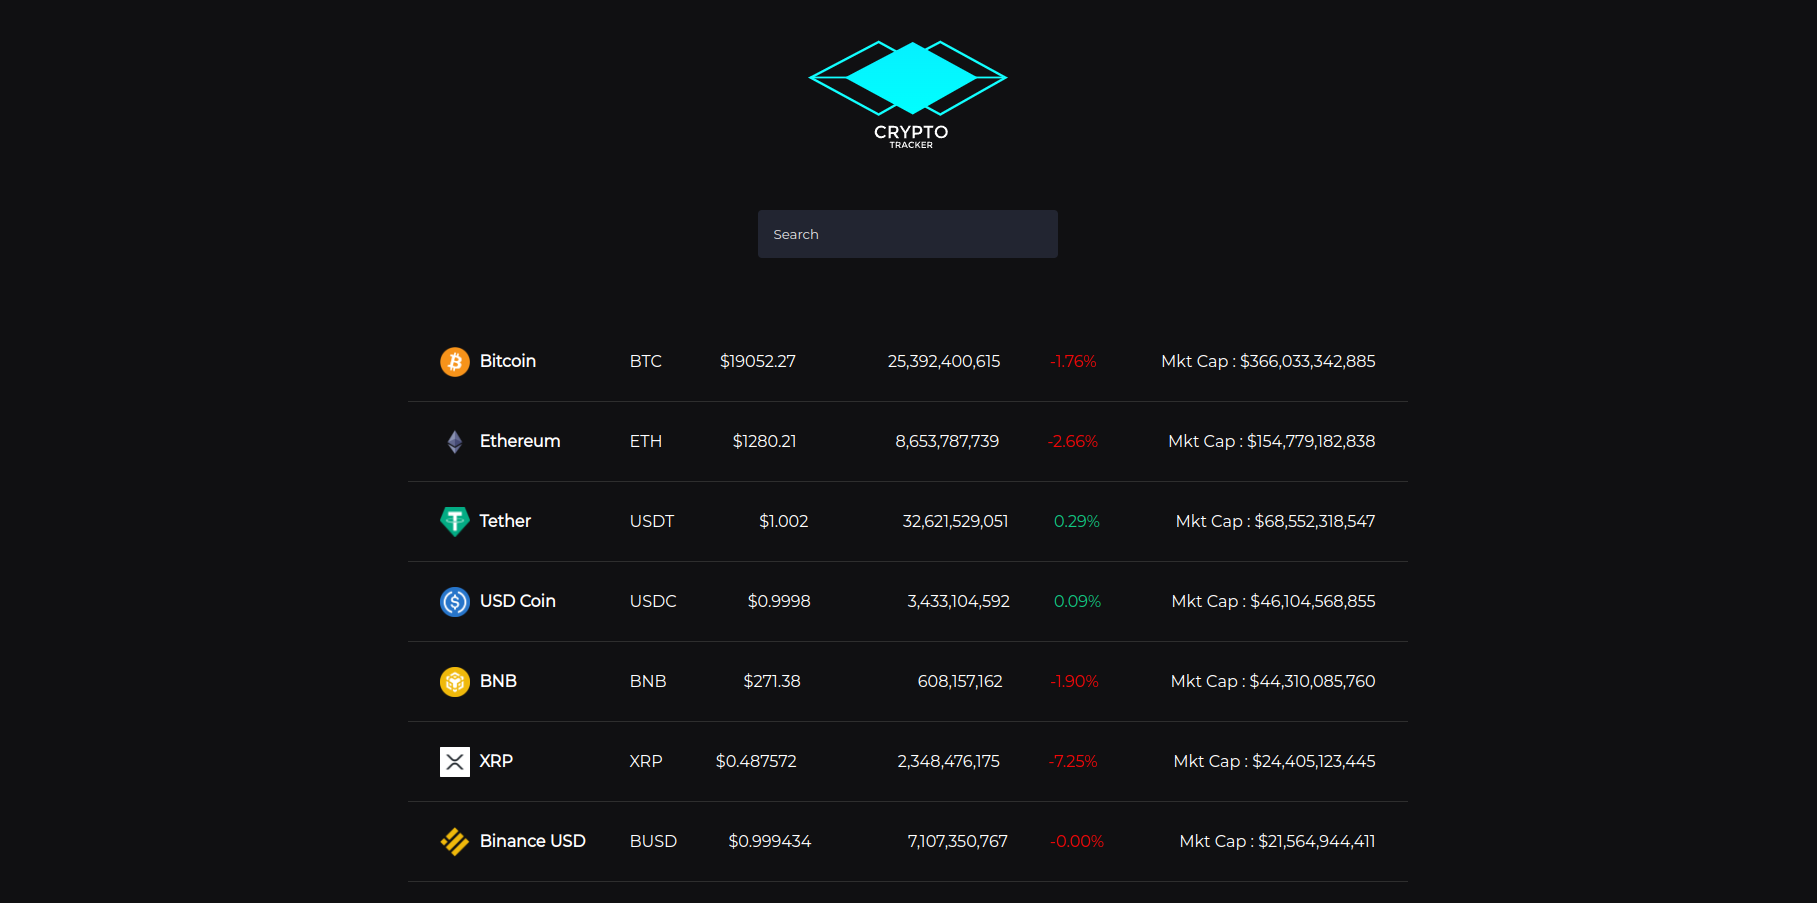 CRYPTO
TRACKER
Search
Bitcoin BTC $19052.27 25,392,400,615 -1.76% Mkt Cap : $366,033,342,885
Ethereum ETH $1280.21 8,653,787,739 -2.66% Mkt Cap : $154,779,182,838
Tether USDT $1.002 32,621,529,051 0.29% Mkt Cap : $68,552,318,547
USD Coin USDC $0.9998 3,433,104,592 0.09% Mkt Cap : $46,104,568,855
BNB BNB $271.38 608,157,162 -1.90% Mkt Cap : $44,310,085,760
XRP XRP $0.487572 2,348,476,175 -7.25% Mkt Cap : $24,405,123,445
Binance USD BUSD $0.999434 7,107,350,767 -0.00% Mkt Cap : $21,564,944,411